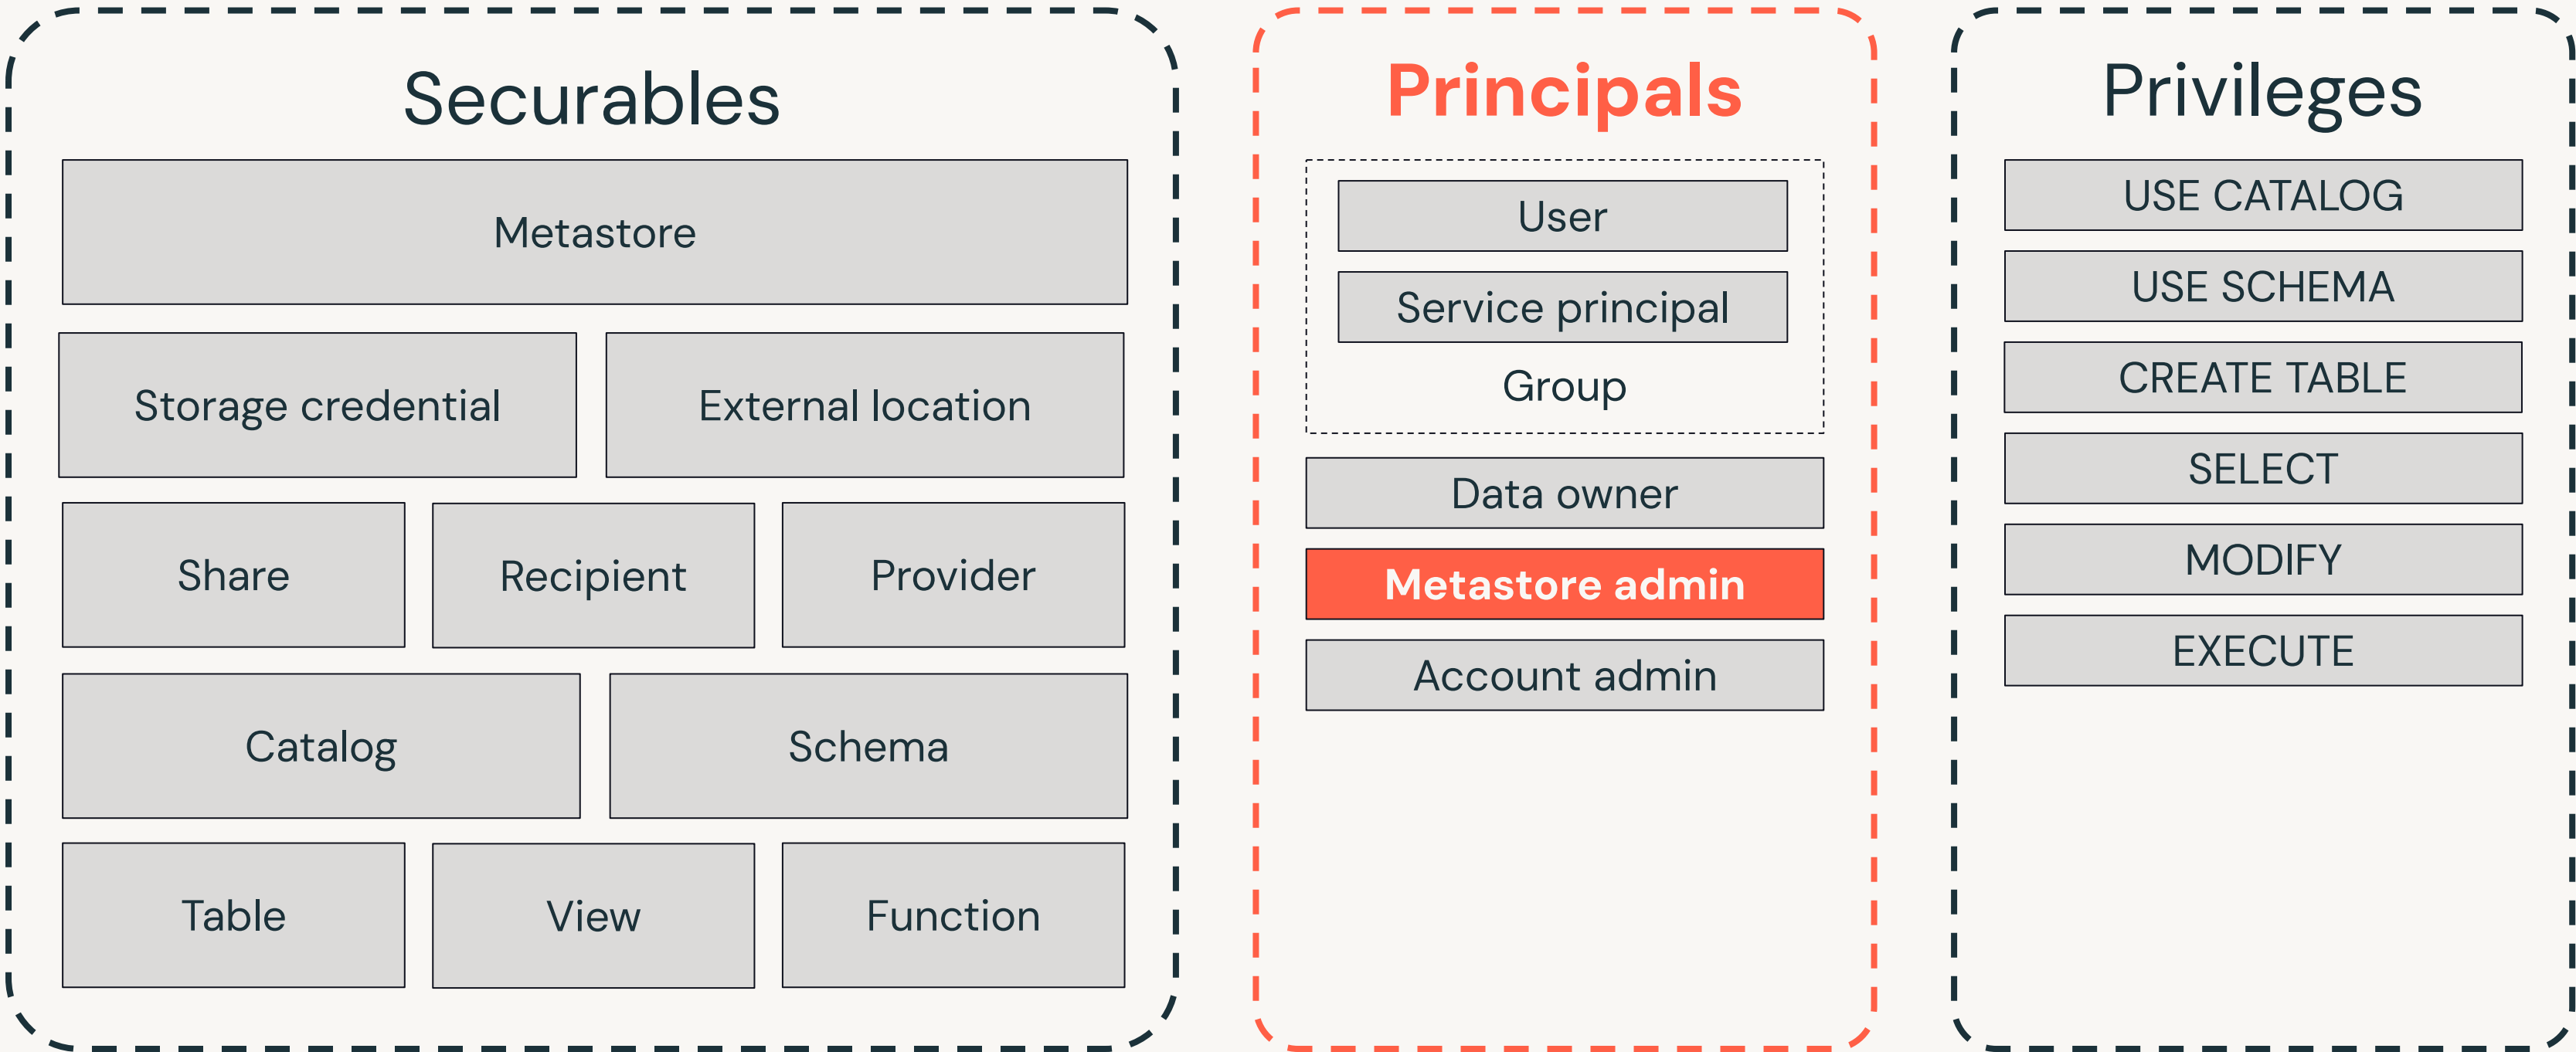 Securables
Metastore
Storage credential
External location
Share
Recipient
Provider
Catalog
Schema
Table
View
Function
Principals
User
Service principal
Group
Data owner
Metastore admin
Account admin
Privileges
USE CATALOG
USE SCHEMA
CREATE TABLE
SELECT
MODIFY
EXECUTE